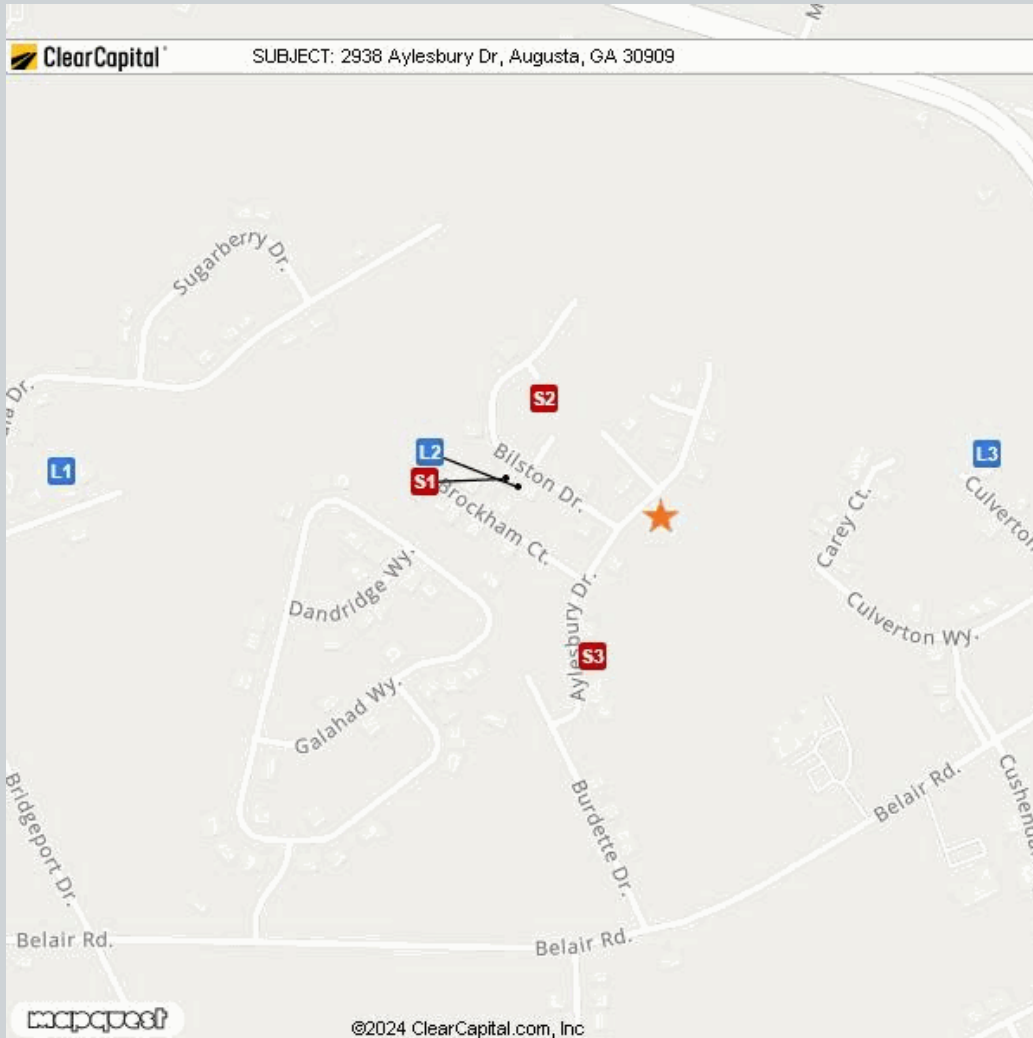 ClearCapital
SUBJECT: 2938 Aylesbury Dr, Augusta, GA 30909
Sugarberry Dr.
Dr.
S2
L2
L1
S1
L3
Bilston Dr.
Brockham Ct.
Culverton
Carey Ct.
Dandridge Wy.
Culverton Wy.
Aylesbury Dr.
S3
Galahad Wy.
Bridgeport Dr.
Burdette Dr.
Belair Rd.
Belair Rd.
Belair Rd.
mapquest
©2024 ClearCapital.com, Inc